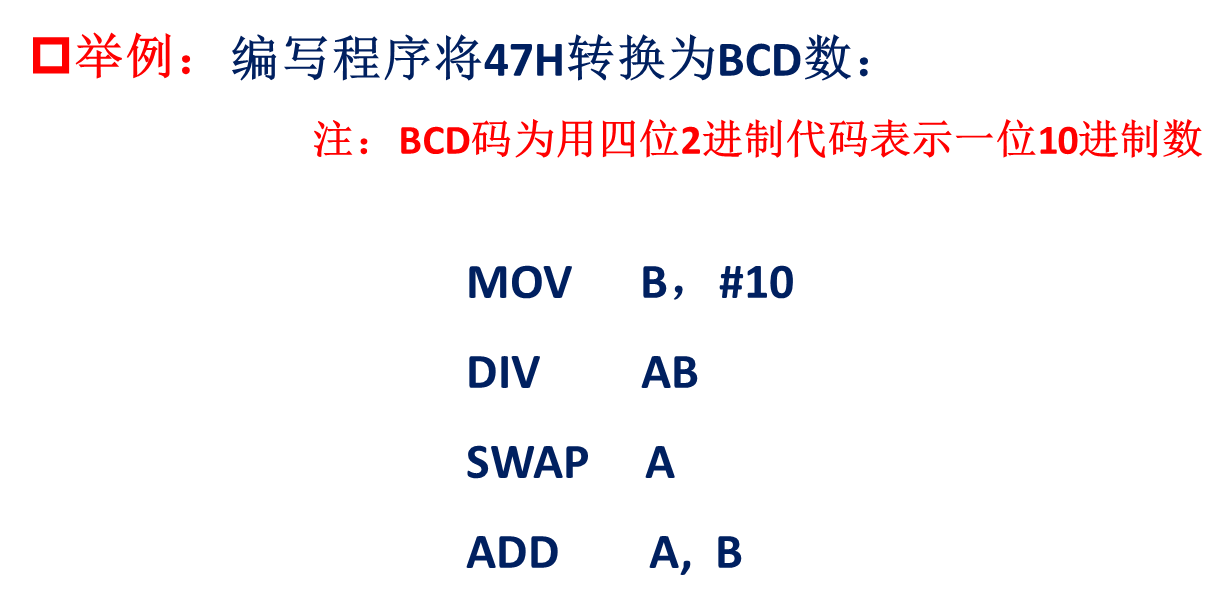 举例：编写程序将47H转换为BCD数：
注：BCD码为用四位2进制代码表示一位10进制数
MOV B，#10
DIV AB
SWAP A
ADD A, B